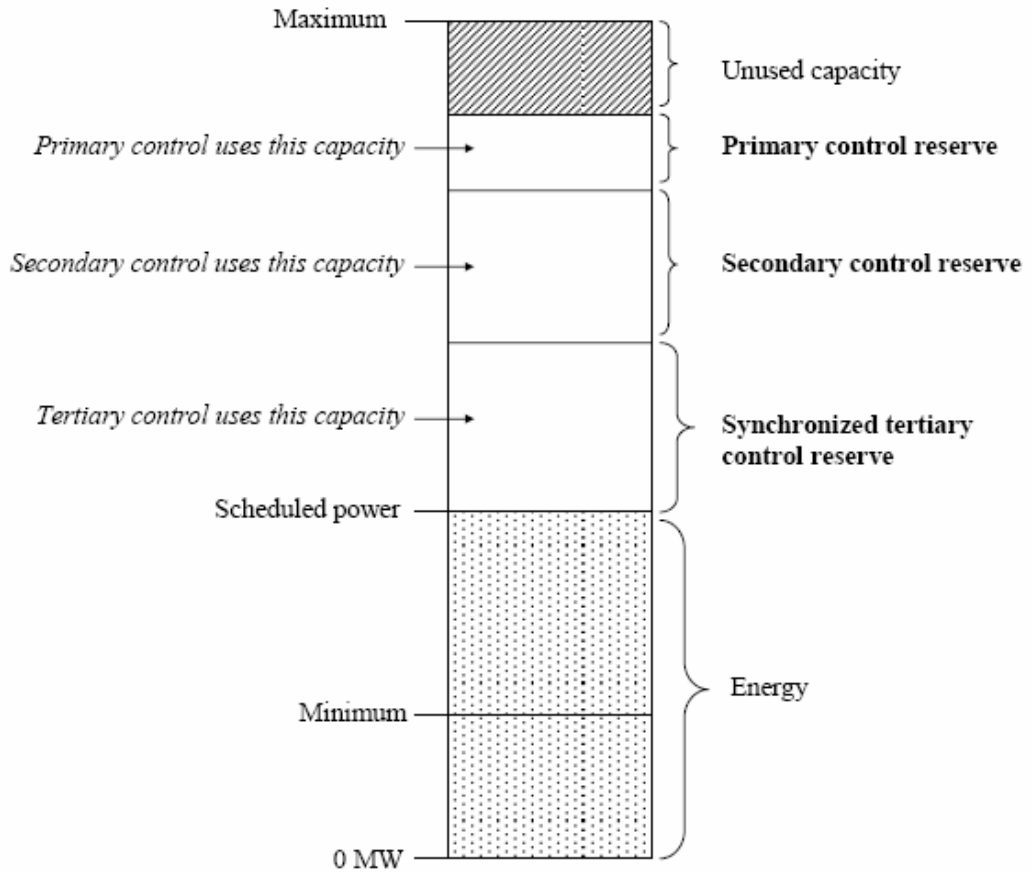 Maximum
Unused capacity
Primary control uses this capacity
Primary control reserve
Secondary control uses this capacity
Secondary control reserve
Tertiary control uses this capacity
Synchronized tertiary
control reserve
Scheduled power
Energy
Minimum
0 MW